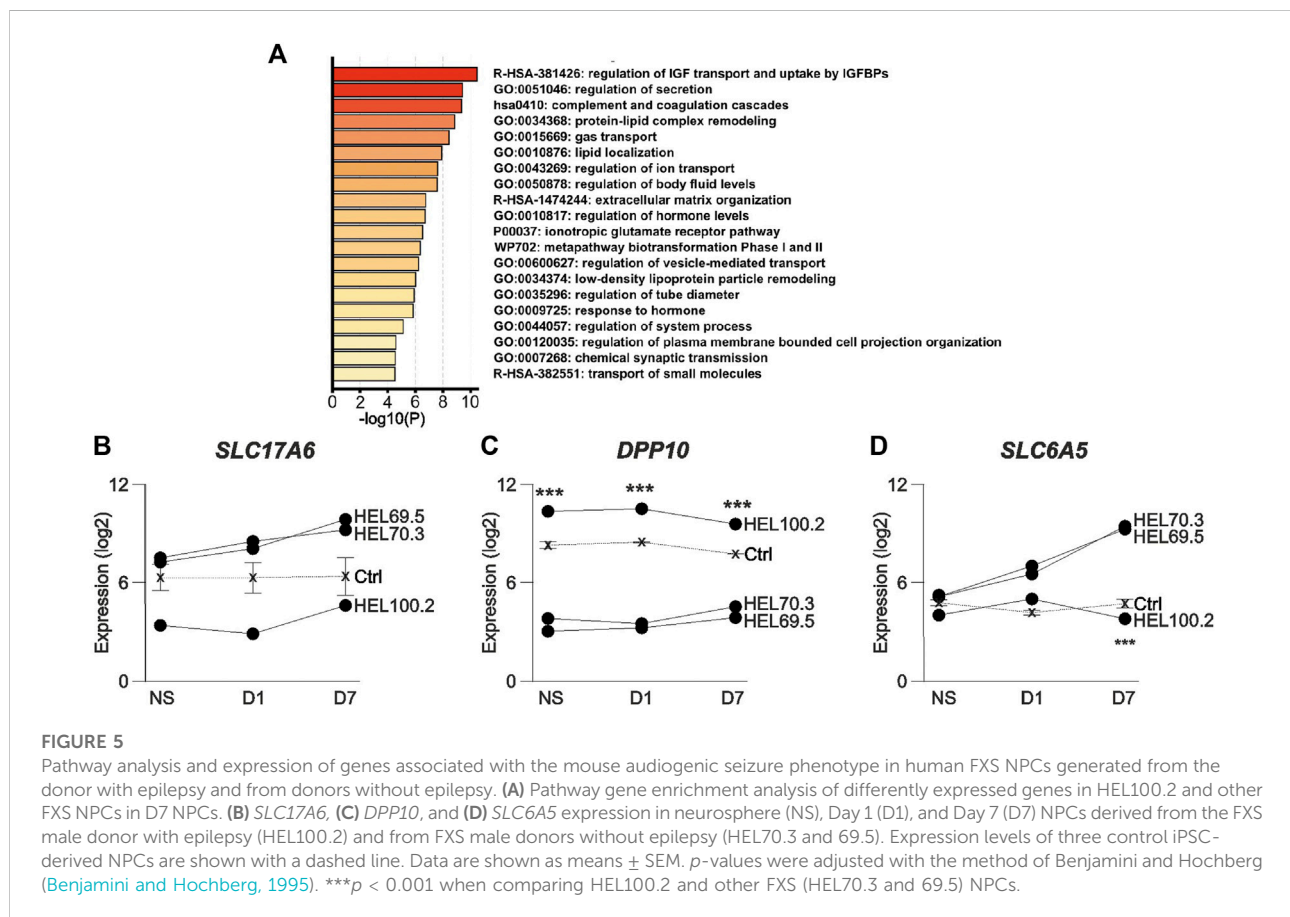 A
R-HSA-381426: regulation of IGF transport and uptake by IGFBPs
GO:0051046: regulation of secretion
hsa0410: complement and coagulation cascades
GO:0034368: protein-lipid complex remodeling
GO:0015669: gas transport
GO:0010876: lipid localization
GO:0043269: regulation of ion transport
GO:0050878: regulation of body fluid levels
R-HSA-1474244: extracellular matrix organization
GO:0010817: regulation of hormone levels
P00037: ionotropic glutamate receptor pathway
WP702: metapathway biotransformation Phase I and II
GO:00600627: regulation of vesicle-mediated transport
GO:0034374: low-density lipoprotein particle remodeling
GO:0035296: regulation of tube diameter
GO:0009725: response to hormone
GO:0044057: regulation of system process
GO:00120035: regulation of plasma membrane bounded cell projection organization
GO:0007268: chemical synaptic transmission
R-HSA-382551: transport of small molecules
0 2 4 6 8 10
-log10(P)
B
SLC17A6
Expression (log2)
12
6
0
HEL69.5
HEL70.3
Ctrl
HEL100.2
NS D1 D7
C
DPP10
Expression (log2)
12
6
0
*** *** ***
HEL100.2
Ctrl
HEL70.3
HEL69.5
NS D1 D7
D
SLC6A5
Expression (log2)
12
6
0
HEL70.3
HEL69.5
Ctrl
HEL100.2
***
NS D1 D7
FIGURE 5
Pathway analysis and expression of genes associated with the mouse audiogenic seizure phenotype in human FXS NPCs generated from the
donor with epilepsy and from donors without epilepsy. (A) Pathway gene enrichment analysis of differently expressed genes in HEL100.2 and other
FXS NPCs in D7 NPCs. (B) SLC17A6, (C) DPP10, and (D) SLC6A5 expression in neurosphere (NS), Day 1 (D1), and Day 7 (D7) NPCs derived from the FXS
male donor with epilepsy (HEL100.2) and from FXS male donors without epilepsy (HEL70.3 and 69.5). Expression levels of three control iPSC-
derived NPCs are shown with a dashed line. Data are shown as means ± SEM. p-values were adjusted with the method of Benjamini and Hochberg
(Benjamini and Hochberg, 1995). ***p < 0.001 when comparing HEL100.2 and other FXS (HEL70.3 and 69.5) NPCs.